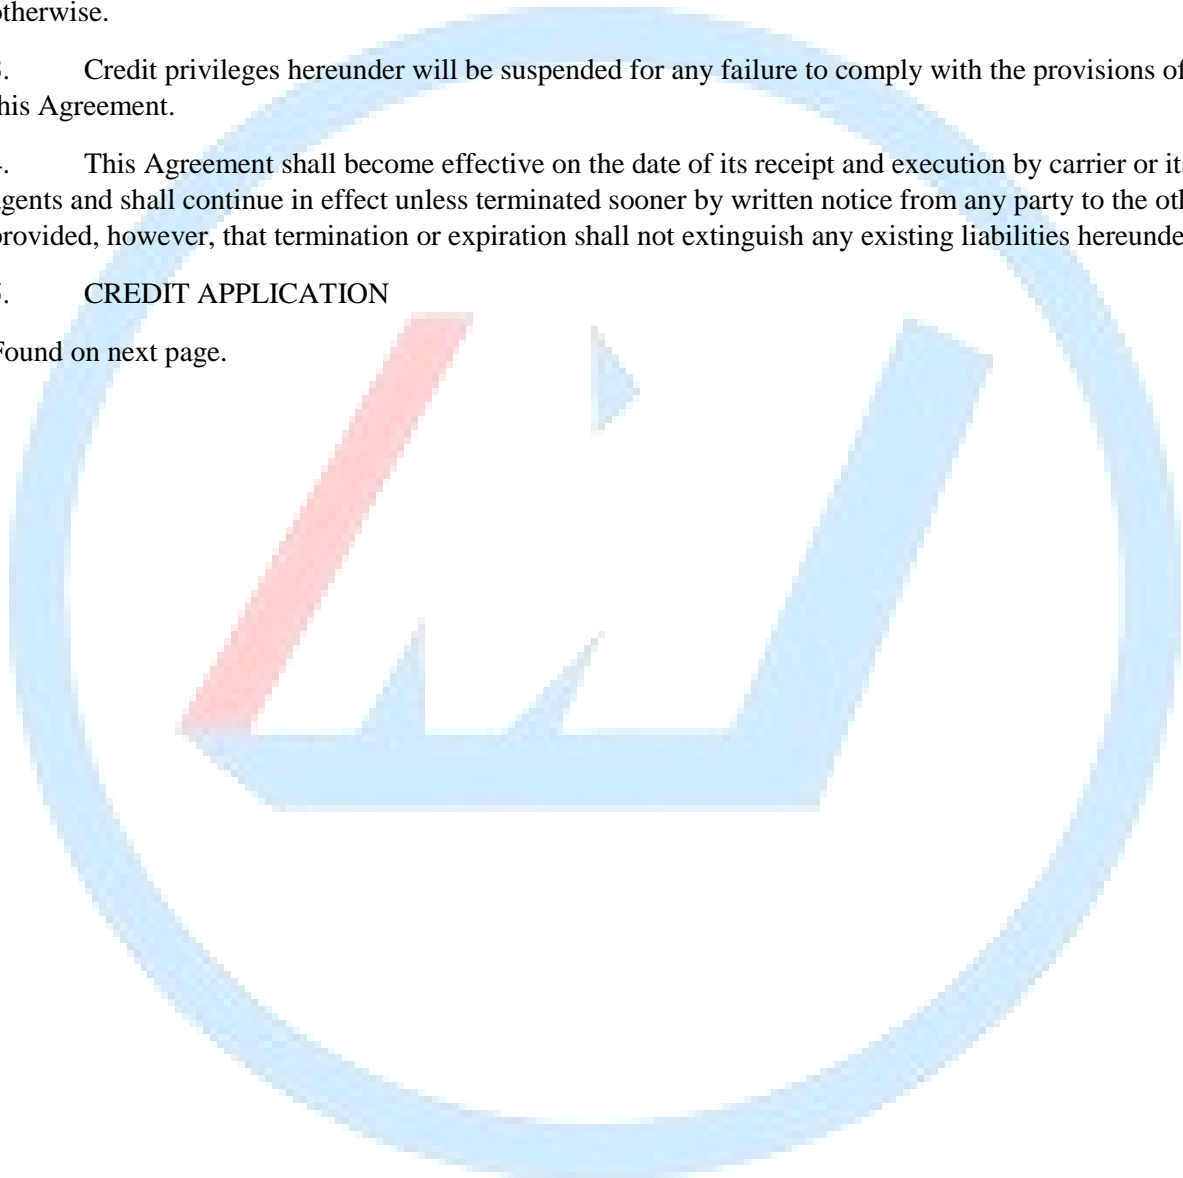 otherwise.
. Credit privileges hereunder will be suspended for any failure to comply with the provisions of
this Agreement.
. This Agreement shall become effective on the date of its receipt and execution by carrier or its
agents and shall continue in effect unless terminated sooner by written notice from any party to the oth
provided, however, that termination or expiration shall not extinguish any existing liabilities hereunde
5. CREDIT APPLICATION
Found on next page.